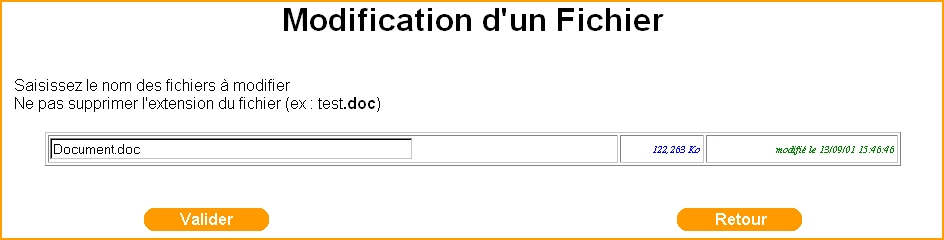 Modification d'un Fichier
Saisissez le nom des fichiers à modifier
Ne pas supprimer l'extension du fichier (ex : test.doc)
Document.doc 122,263 Ko modifié le 13/09/01 15:46:46
Valider Retour